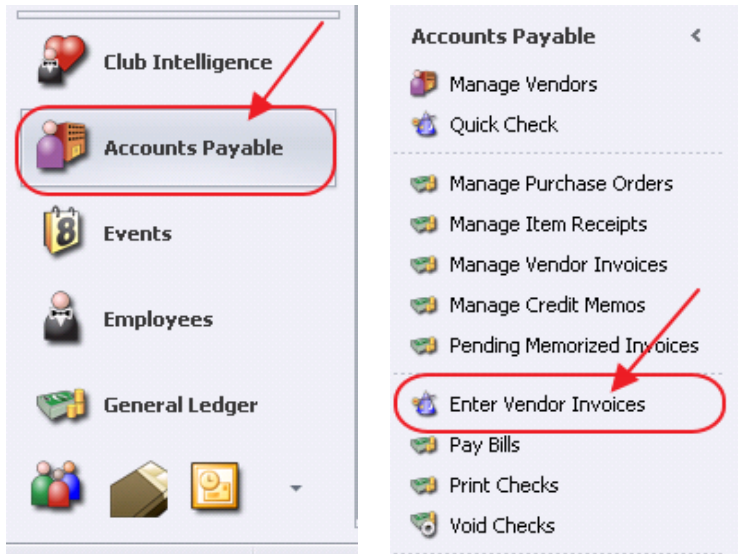 Club Intelligence
Accounts Payable
8
Events
Employees
General Ledger
Accounts Payable
Manage Vendors
Quick Check
Manage Purchase Orders
Manage Item Receipts
Manage Vendor Invoices
Manage Credit Memos
Pending Memorized Invoices
Enter Vendor Invoices
Pay Bills
Print Checks
Void Checks